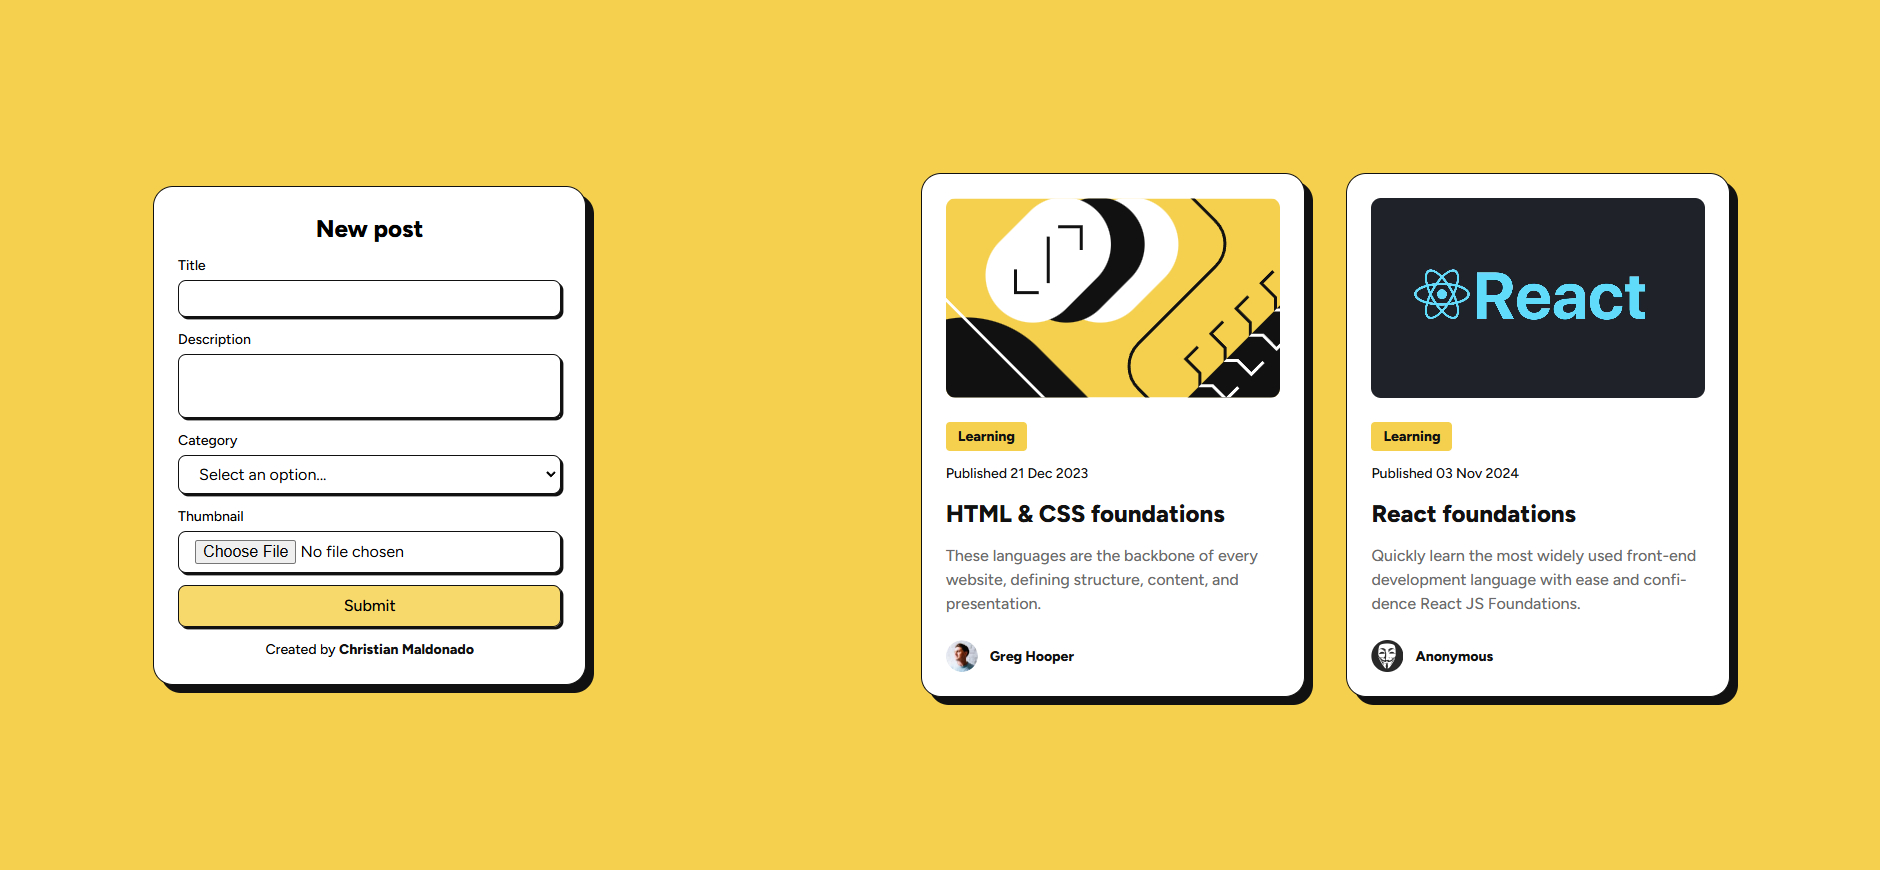 New post
Title
Description
Category
Select an option...
Thumbnail
Choose File No file chosen
Submit
Created by Christian Maldonado
Learning
Published 21 Dec 2023
HTML & CSS foundations
These languages are the backbone of every
website, defining structure, content, and
presentation.
Greg Hooper
React
Learning
Published 03 Nov 2024
React foundations
Quickly learn the most widely used front-end
development language with ease and confi-
dence React JS Foundations.
Anonymous